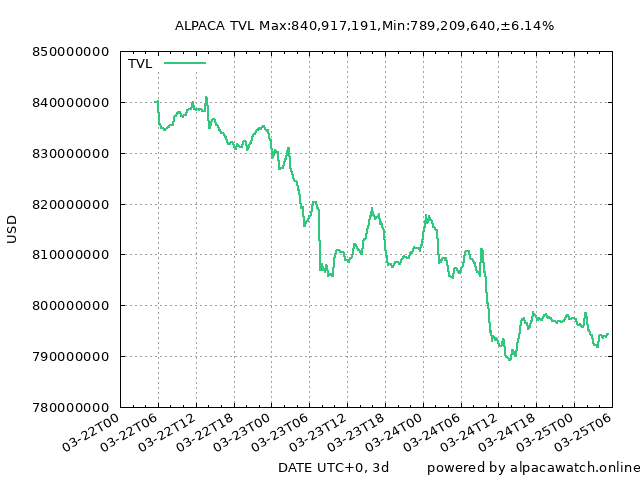 ALPACA TVL Max:840,917,191,Min:789,209,640,±6.14%
850000000
TVL
840000000
830000000
820000000
USD
810000000
800000000
790000000
780000000
03-22T00
03-22T06
03-22T12
03-22T18
03-23T00
03-23T06
03-23T12
03-23T18
03-24T00
03-24T06
03-24T12
03-24T18
03-25T00
03-25T06
DATE UTC+0, 3d
powered by alpacawatch.online